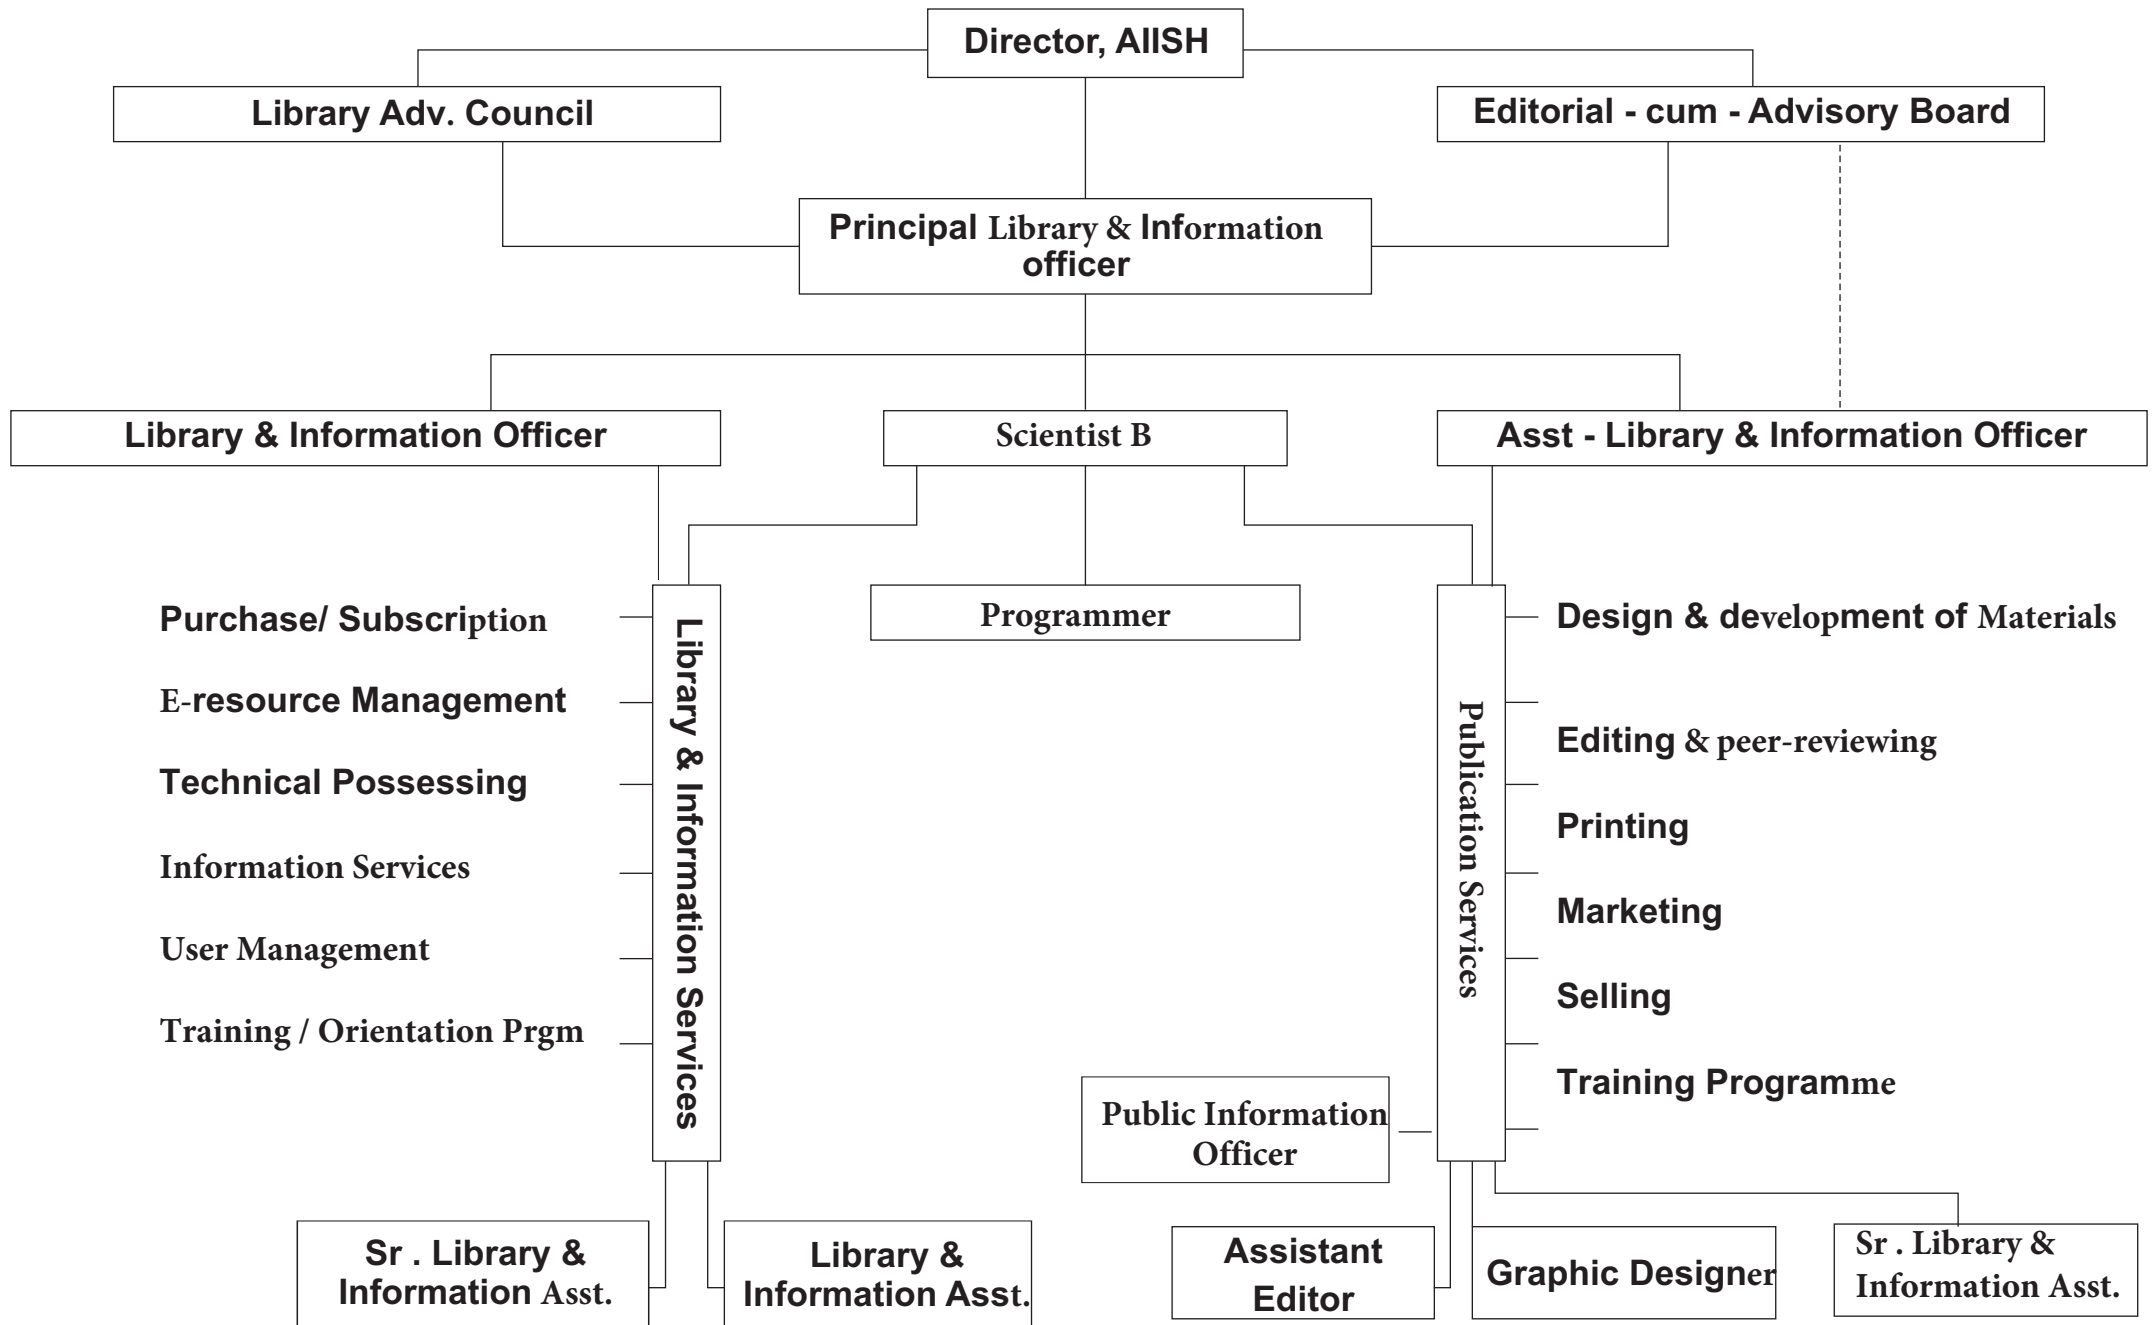 Director, AIISH
Library Adv. Council
Editorial - cum - Advisory Board
Principal Library & Information
officer
Library & Information Officer
Scientist B
Asst - Library & Information Officer
Programmer
Library & Information Services
Purchase/ Subscription
E-resource Management
Technical Possessing
Information Services
User Management
Training / Orientation Prgm
Publication Services
Design & development of Materials
Editing & peer-reviewing
Printing
Marketing
Selling
Training Programme
Public Information
Officer
Sr . Library &
Information Asst.
Library &
Information Asst.
Assistant
Editor
Graphic Designer
Sr . Library &
Information Asst.